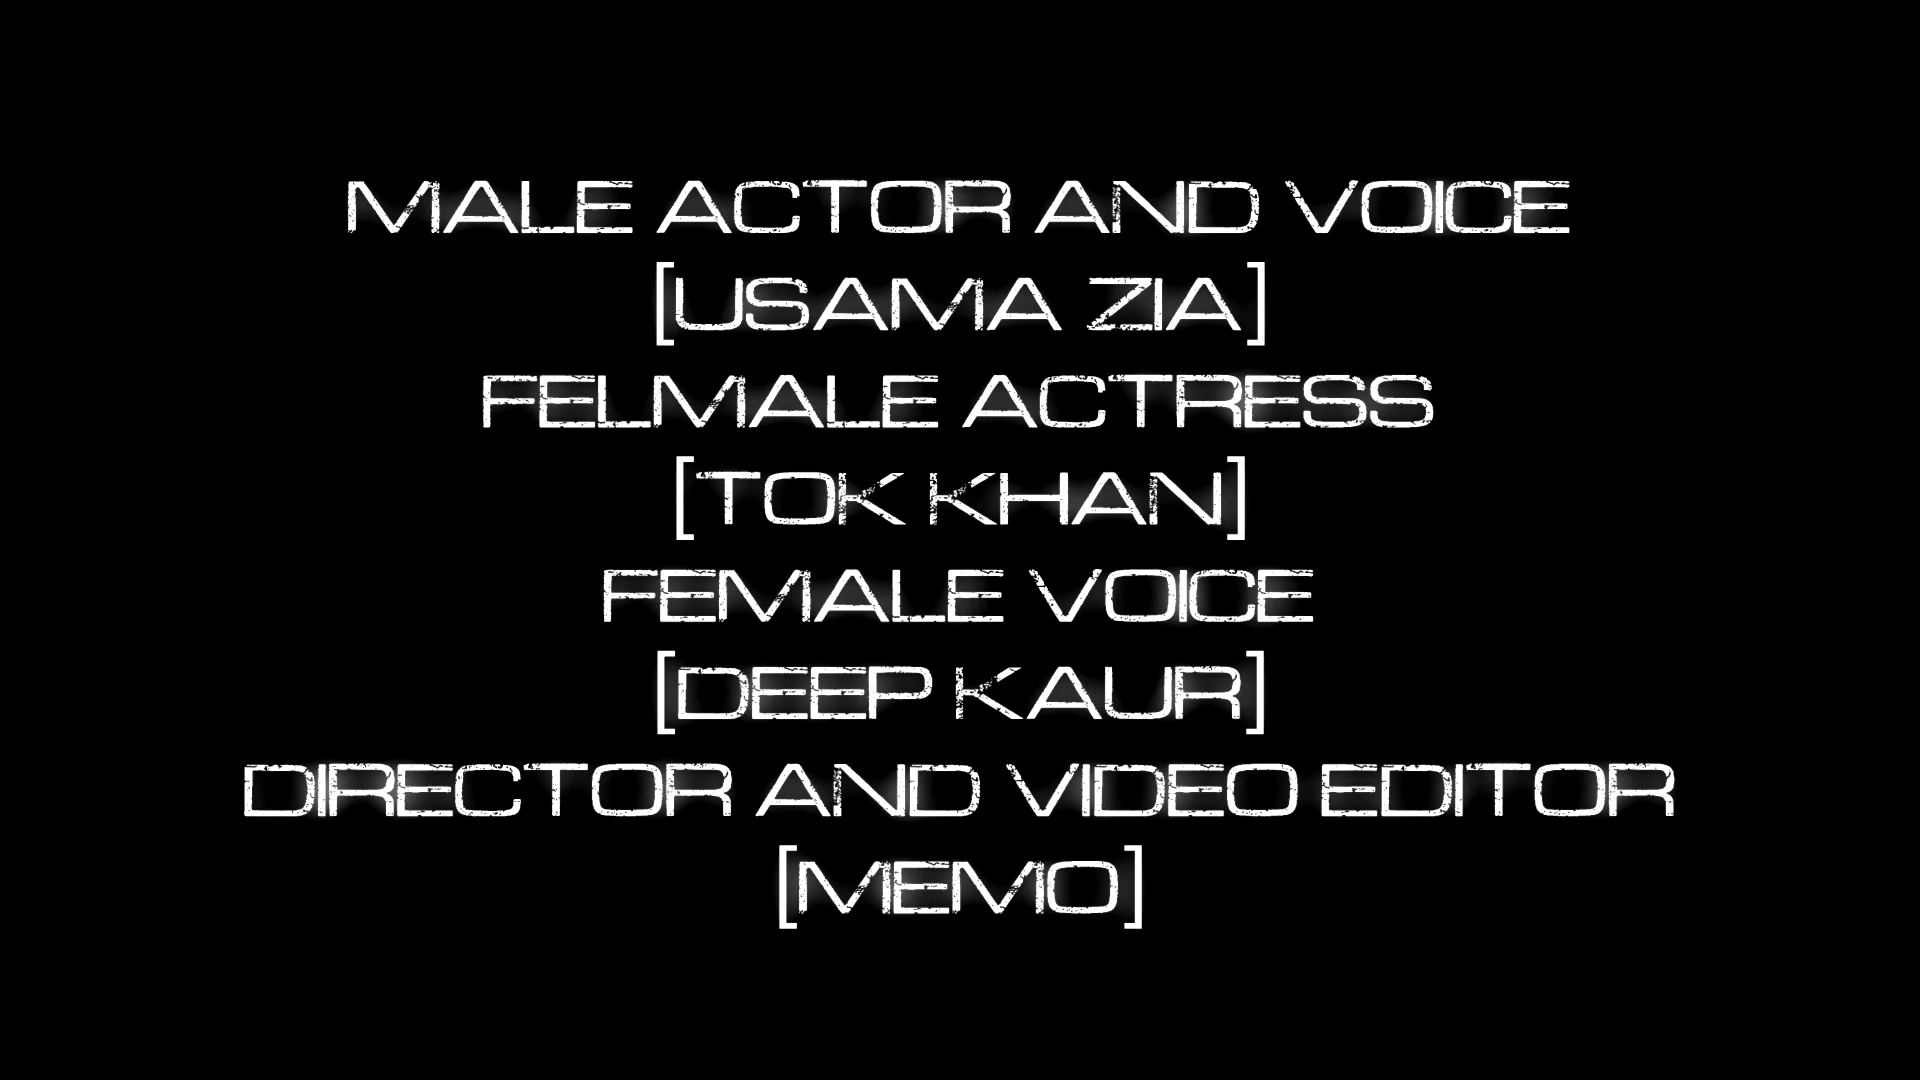 MALE ACTOR AND VOICE
[USAMA ZIA]
FELMALE ACTRESS
[TOK KHAN]
FEMALE VOICE
[DEEP KAUR]
DIRECTOR AND VIDEO EDITOR
[MEMO]